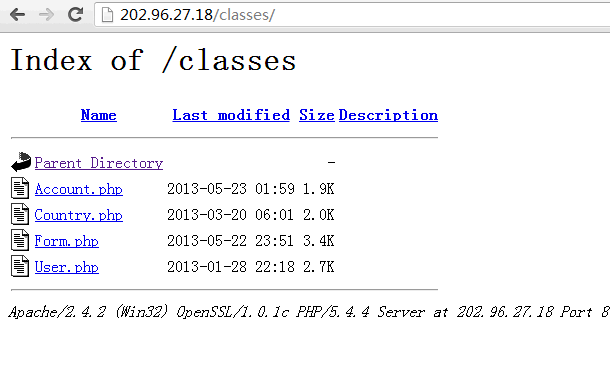 202.96.27.18/classes/
Index of /classes
Name Last modified Size Description
Parent Directory -
Account.php 2013-05-23 01:59 1.9K
Country.php 2013-03-20 06:01 2.0K
Form.php 2013-05-22 23:51 3.4K
User.php 2013-01-28 22:18 2.7K
Apache/2.4.2 (Win32) OpenSSL/1.0.1c PHP/5.4.4 Server at 202.96.27.18 Port 8